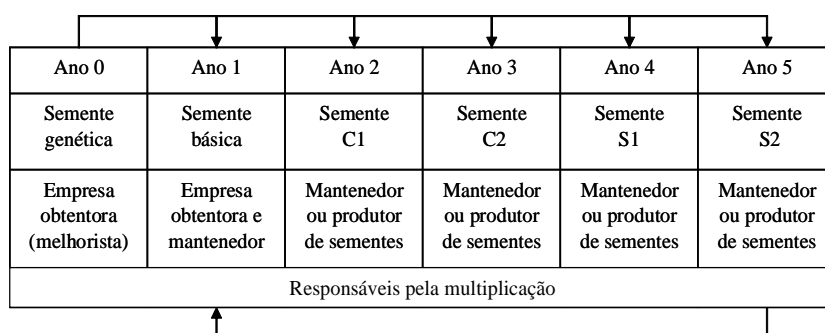 Ano 0 Ano 1 Ano 2 Ano 3 Ano 4 Ano 5
Semente Semente Semente Semente Semente Semente
genética básica C1 C2 S1 S2
Empresa Empresa Mantenedor Mantenedor Mantenedor Mantenedor
obtentora obtentora e ou produtor ou produtor ou produtor ou produtor
(melhorista) mantenedor de sementes de sementes de sementes de sementes
Responsáveis pela multiplicação